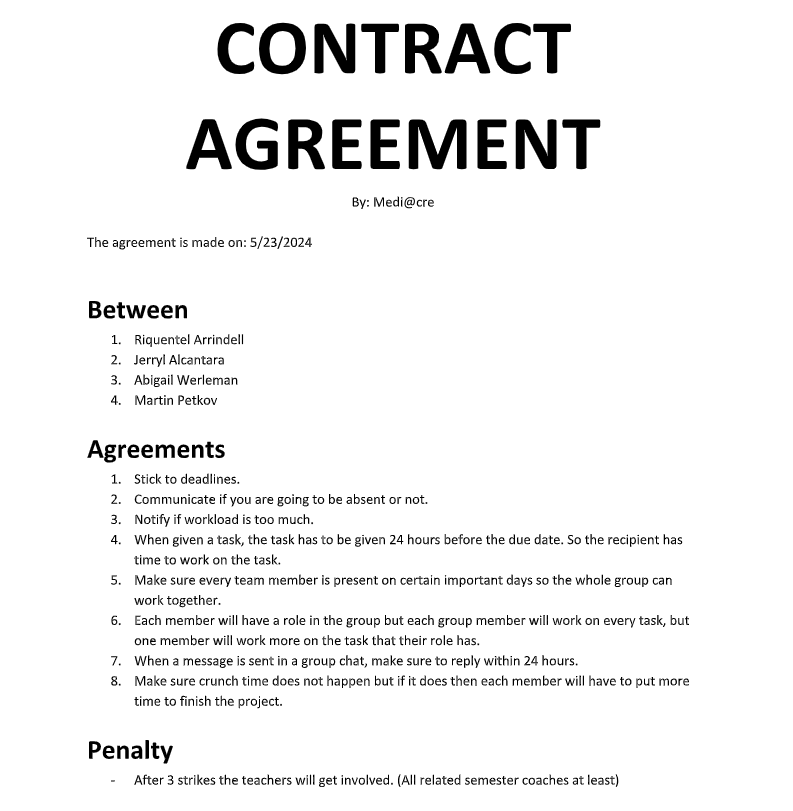 CONTRACT
AGREEMENT
By: Medi@cre
The agreement is made on: 5/23/2024
Between
1. Riquentel Arrindell
2. Jerryl Alcantara
3. Abigail Werleman
4. Martin Petkov
Agreements
1. Stick to deadlines.
2. Communicate if you are going to be absent or not.
3. Notify if workload is too much.
4. When given a task, the task has to be given 24 hours before the due date. So the recipient has
time to work on the task.
5. Make sure every team member is present on certain important days so the whole group can
work together.
6. Each member will have a role in the group but each group member will work on every task, but
one member will work more on the task that their role has.
7. When a message is sent in a group chat, make sure to reply within 24 hours.
8. Make sure crunch time does not happen but if it does then each member will have to put more
time to finish the project.
Penalty
- After 3 strikes the teachers will get involved. (All related semester coaches at least)